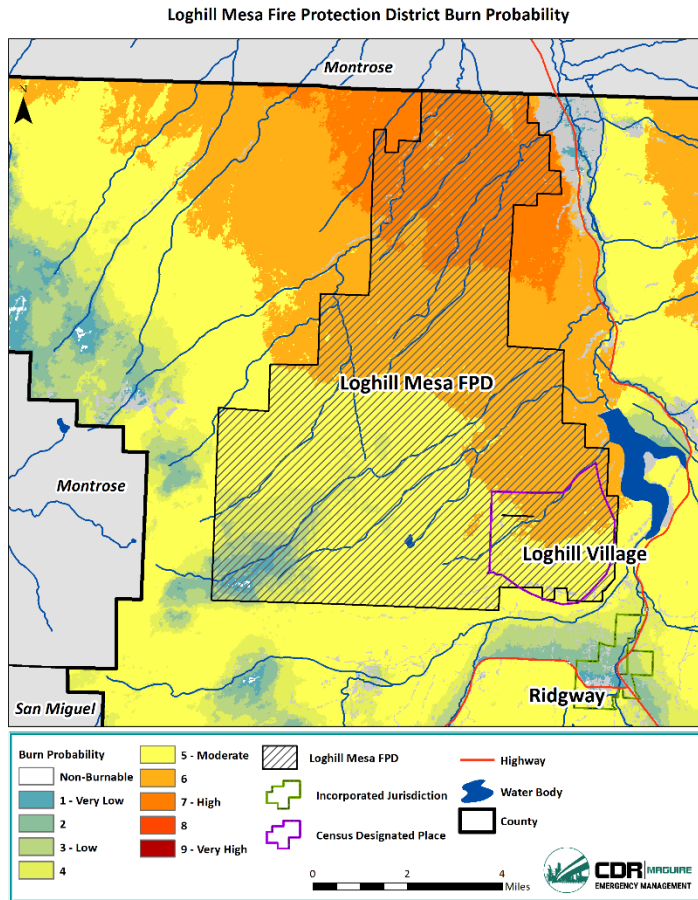 Loghill Mesa Fire Protection District Burn Probability
Montrose
N
Loghill Mesa FPD
Montrose
Loghill Village
Ridgway
San Miguel
Burn Probability
Non-Burnable
1 - Very Low
2
3 - Low
4
5 - Moderate
6
7 - High
8
9 - Very High
Loghill Mesa FPD
Incorporated Jurisdiction
Census Designated Place
Highway
Water Body
County
0 2 4
Miles
CDR MAGUIRE
EMERGENCY MANAGEMENT